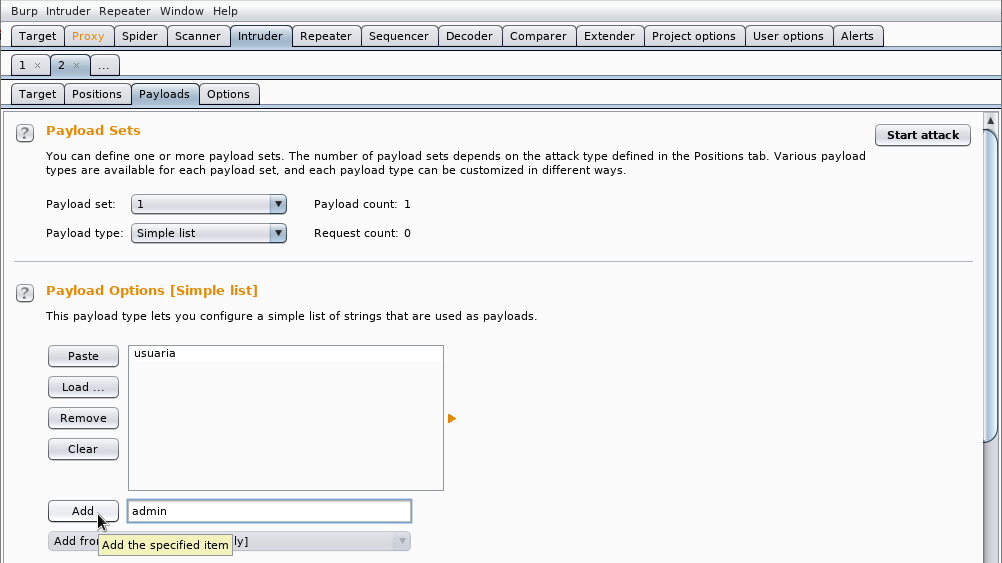 Burp Intruder Repeater Window Help
Target Proxy Spider Scanner Intruder Repeater Sequencer Decoder Comparer Extender Project options User options Alerts
1 × 2 × ...
Target Positions Payloads Options
? Payload Sets
Start attack
You can define one or more payload sets. The number of payload sets depends on the attack type defined in the Positions tab. Various payload
types are available for each payload set, and each payload type can be customized in different ways.
Payload set: 1 Payload count: 1
Payload type: Simple list Request count: 0
? Payload Options [Simple list]
This payload type lets you configure a simple list of strings that are used as payloads.
Paste
usuaria
Load ...
Remove
Clear
Add admin
Add
Add the specified item